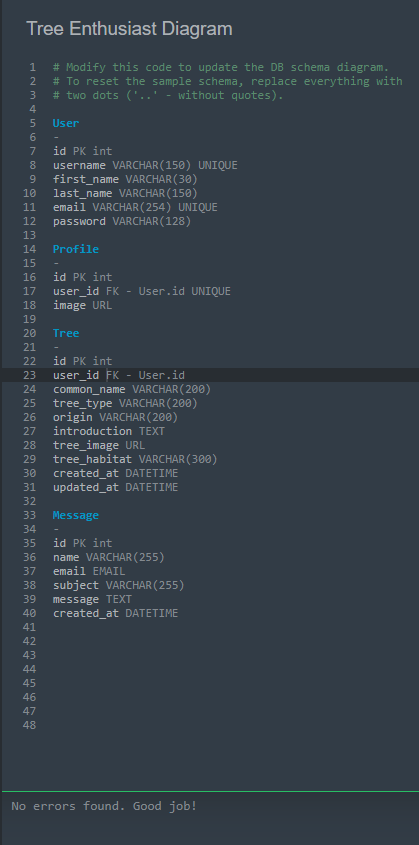 Tree Enthusiast Diagram
1 # Modify this code to update the DB schema diagram.
2 # To reset the sample schema, replace everything with
3 # two dots ('..' - without quotes).
4
5 User
6 -
7 id PK int
8 username VARCHAR(150) UNIQUE
9 first_name VARCHAR(30)
10 last_name VARCHAR(150)
11 email VARCHAR(254) UNIQUE
12 password VARCHAR(128)
13
14 Profile
15 -
16 id PK int
17 user_id FK - User.id UNIQUE
18 image URL
19
20 Tree
21 -
22 id PK int
23 user_id FK - User.id
24 common_name VARCHAR(200)
25 tree_type VARCHAR(200)
26 origin VARCHAR(200)
27 introduction TEXT
28 tree_image URL
29 tree_habitat VARCHAR(300)
30 created_at DATETIME
31 updated_at DATETIME
32
33 Message
34 -
35 id PK int
36 name VARCHAR(255)
37 email EMAIL
38 subject VARCHAR(255)
39 message TEXT
40 created_at DATETIME
41
42
43
44
45
46
47
48
No errors found. Good job!